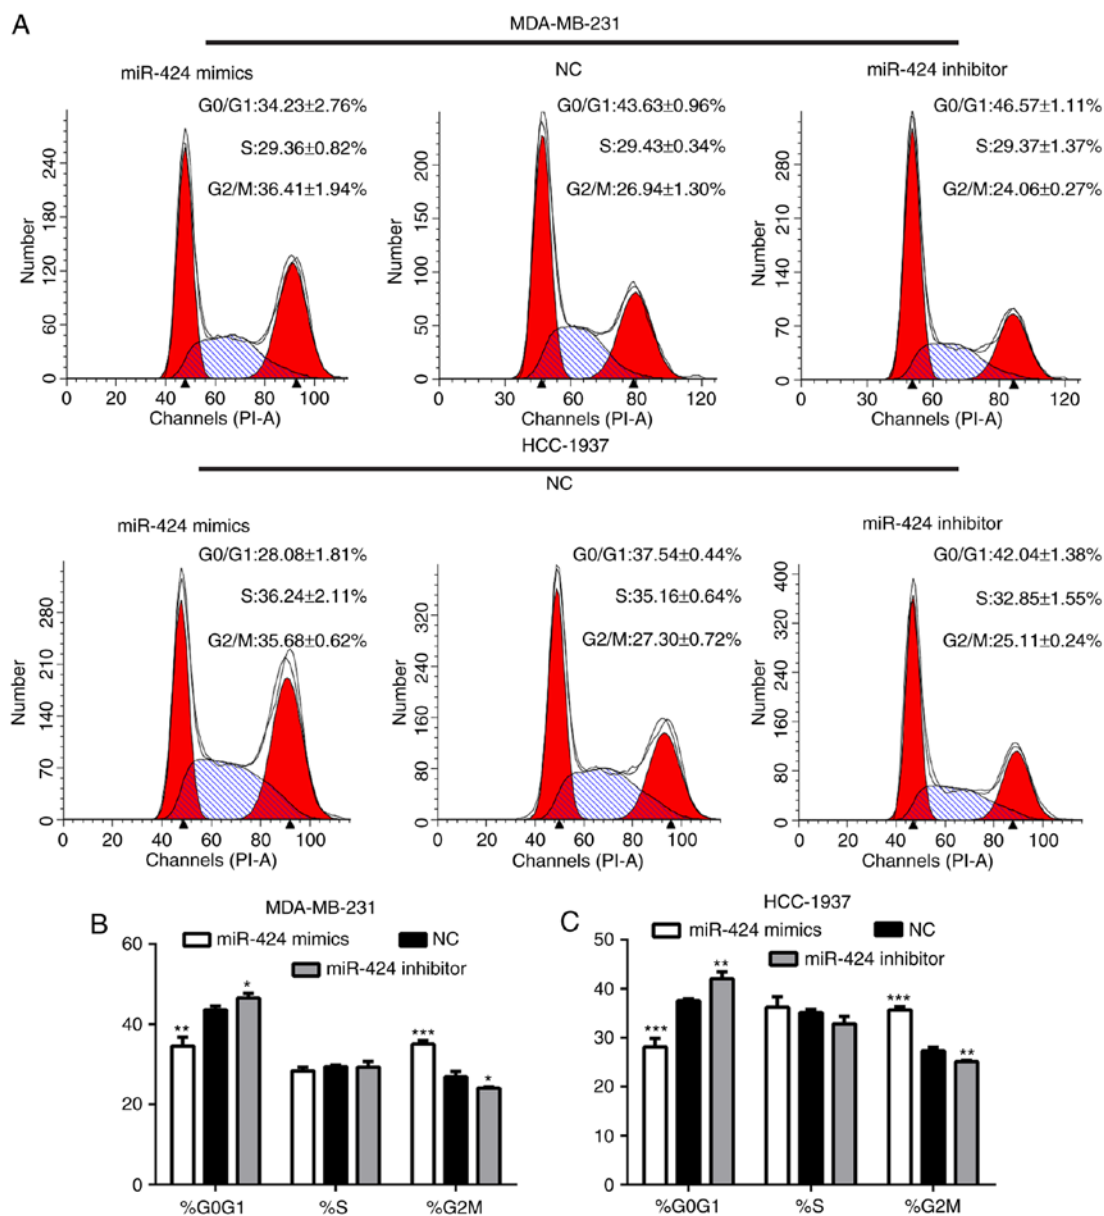 A
MDA-MB-231
miR-424 mimics
G0/G1:34.23±2.76%
S:29.36±0.82%
G2/M:36.41±1.94%
Number
240
180
120
60
0
0 40 60 80 100
Channels (PI-A)
NC
G0/G1:43.63±0.96%
S:29.43±0.34%
G2/M:26.94±1.30%
Number
200
150
100
50
0
0 30 60 90 120
Channels (PI-A)
miR-424 inhibitor
G0/G1:46.57±1.11%
S:29.37±1.37%
G2/M:24.06±0.27%
Number
280
210
140
70
0
0 30 60 80 120
Channels (PI-A)
HCC-1937
NC
miR-424 mimics
G0/G1:28.08±1.81%
S:36.24±2.11%
G2/M:35.68±0.62%
Number
280
210
140
70
0
0 40 60 80 100
Channels (PI-A)
G0/G1:37.54±0.44%
S:35.16±0.64%
G2/M:27.30±0.72%
Number
320
240
160
80
0
0 40 60 80 100
Channels (PI-A)
miR-424 inhibitor
G0/G1:42.04±1.38%
S:32.85±1.55%
G2/M:25.11±0.24%
Number
400
320
240
160
80
0
0 40 60 80 100
Channels (PI-A)
B
MDA-MB-231
miR-424 mimics NC
miR-424 inhibitor
60
40
20
0
** * *** *
%G0G1 %S %G2M
C
HCC-1937
miR-424 mimics NC
miR-424 inhibitor
50
40
30
20
10
0
*** ** *** **
%G0G1 %S %G2M